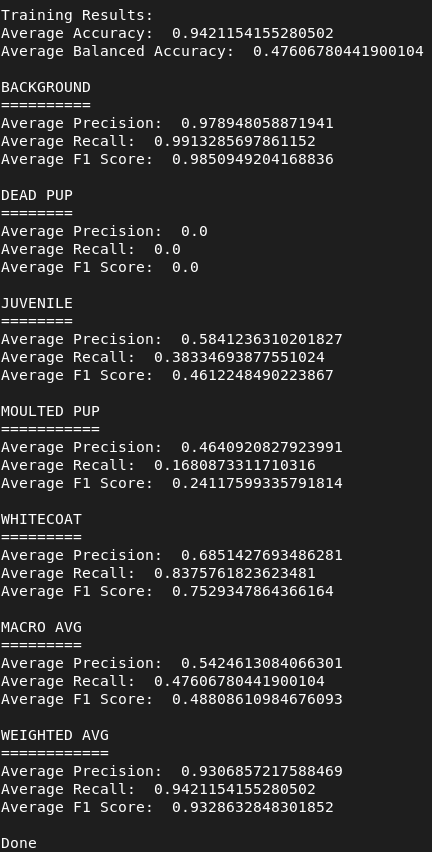 Training Results:
Average Accuracy:  0.9421154155280502
Average Balanced Accuracy:  0.47606780441900104
BACKGROUND
==========
Average Precision:  0.978948058871941
Average Recall:  0.9913285697861152
Average F1 Score:  0.9850949204168836
DEAD PUP
========
Average Precision:  0.0
Average Recall:  0.0
Average F1 Score:  0.0
JUVENILE
========
Average Precision:  0.5841236310201827
Average Recall:  0.38334693877551024
Average F1 Score:  0.4612248490223867
MOULTED PUP
===========
Average Precision:  0.4640920827923991
Average Recall:  0.1680873311710316
Average F1 Score:  0.24117599335791814
WHITECOAT
=========
Average Precision:  0.6851427693486281
Average Recall:  0.8375761823623481
Average F1 Score:  0.7529347864366164
MACRO AVG
=========
Average Precision:  0.5424613084066301
Average Recall:  0.47606780441900104
Average F1 Score:  0.48808610984676093
WEIGHTED AVG
============
Average Precision:  0.9306857217588469
Average Recall:  0.9421154155280502
Average F1 Score:  0.9328632848301852
Done